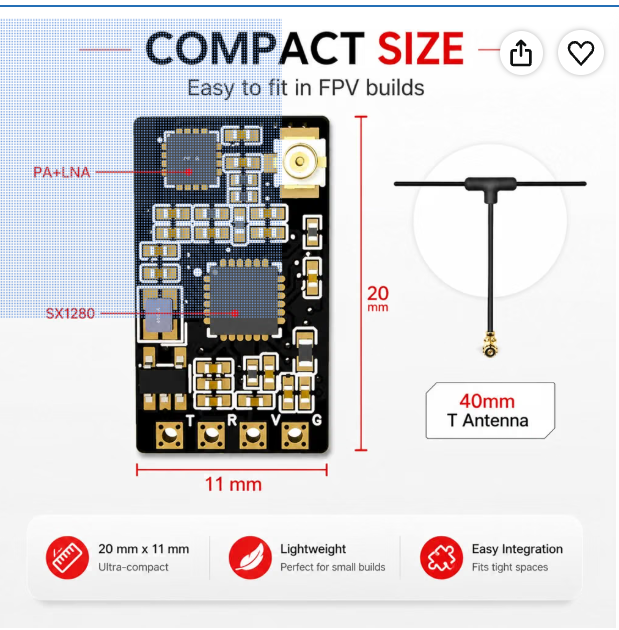 COMPACT SIZE
Easy to fit in FPV builds
PA+LNA
SX1280
20
mm
T R V G
11 mm
40mm
T Antenna
20 mm x 11 mm
Ultra-compact
Lightweight
Perfect for small builds
Easy Integration
Fits tight spaces